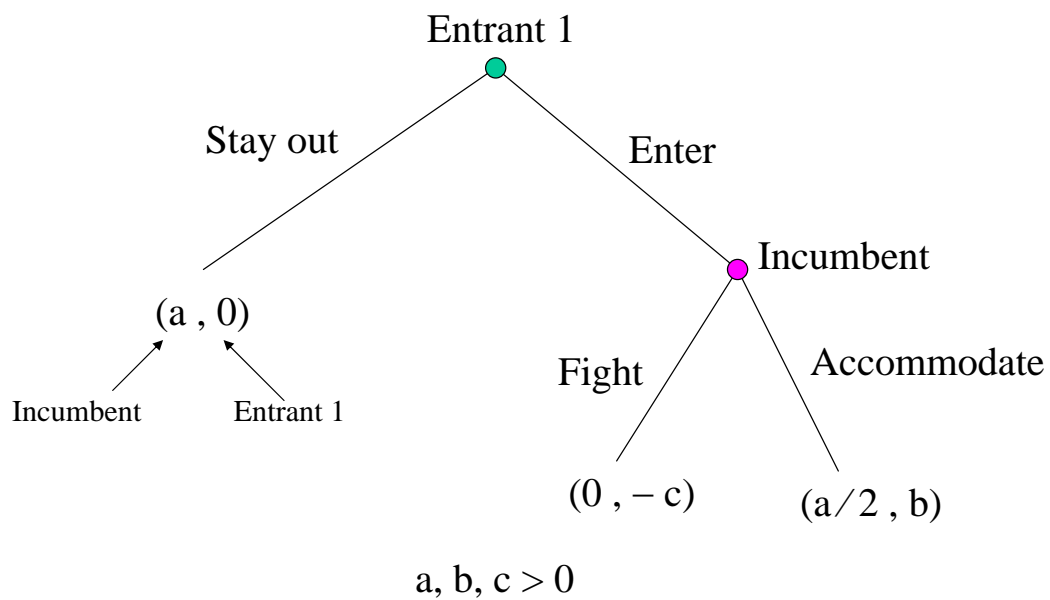 Entrant 1
Stay out
Enter
Incumbent
(a , 0)
Fight
Accommodate
Incumbent
Entrant 1
(0 , – c)
(a ∕ 2 , b)
a, b, c > 0